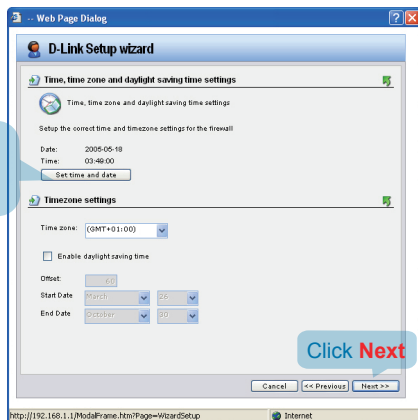 -- Web Page Dialog
D-Link Setup wizard
Time, time zone and daylight saving time settings
Time, time zone and daylight saving time settings
Setup the correct time and timezone settings for the firewall
Date: 2005-05-18
Time: 03:49:00
Set time and date
Timezone settings
Time zone: (GMT+01:00)
Enable daylight saving time
Offset: 60
Start Date March 26
End Date October 30
Click Next
Cancel << Previous Next >>
http://192.168.1.1/ModalFrame.htm?Page=WizardSetup Internet